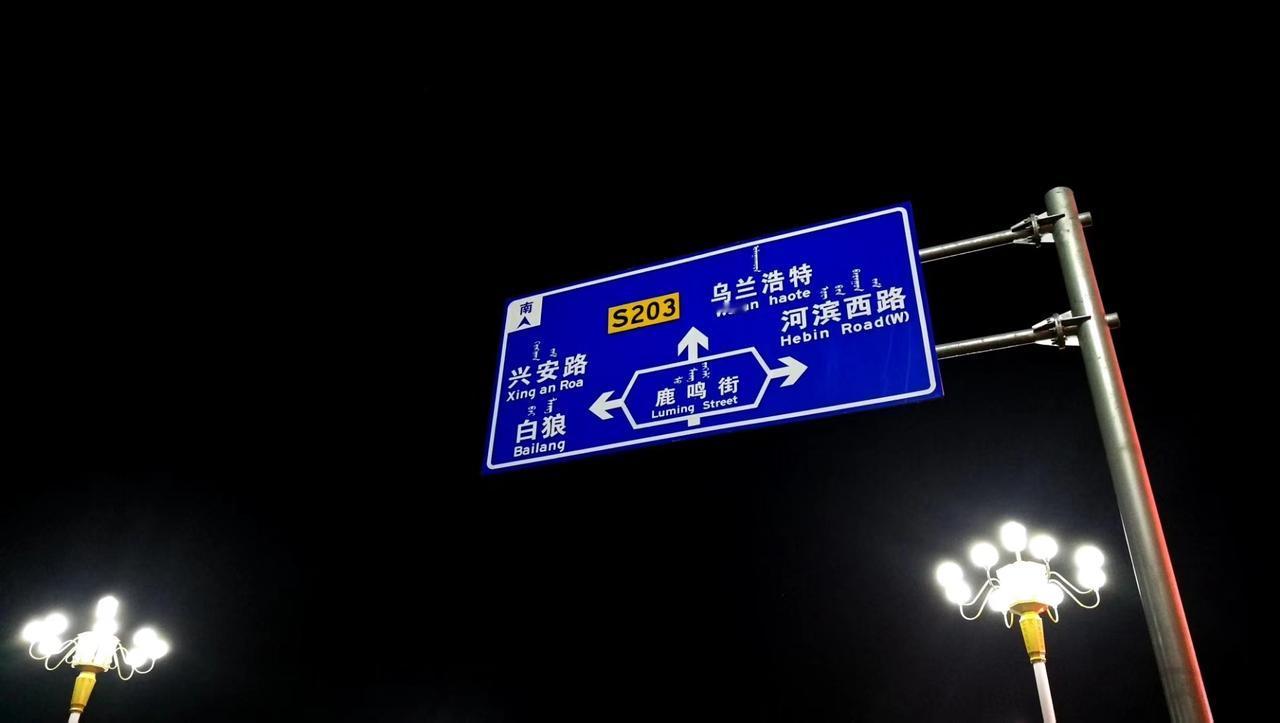 南
S203
乌兰浩特
haote
河滨西路
Hebin Road(W)
兴安路
Xing an Roa
白狼
Bailang
鹿鸣街
Luming Street